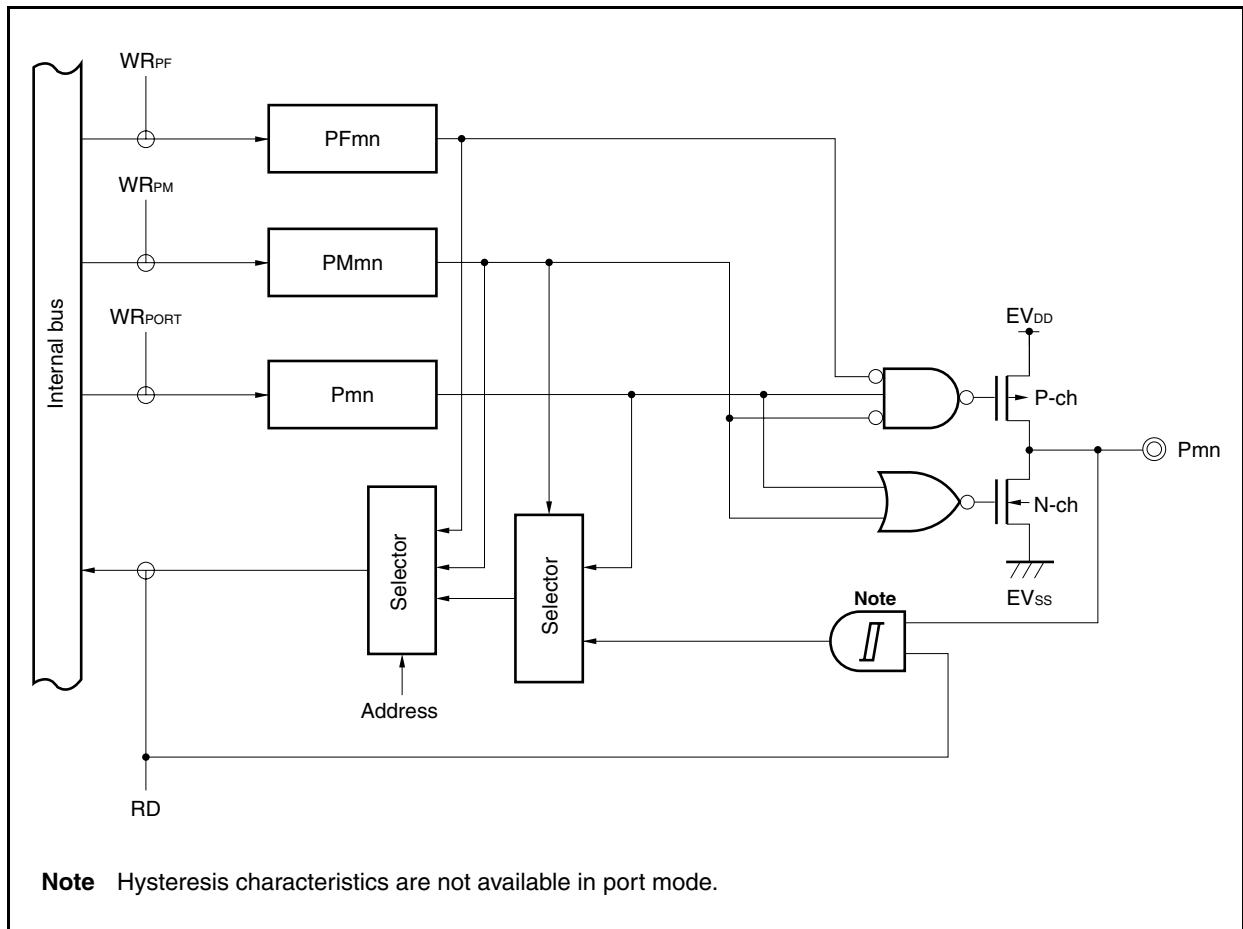 WRPF
PFmn
WRPM
PMmn
WRPORT
Pmn
Internal bus
EVDD
P-ch
Pmn
N-ch
EVSS
Selector
Selector
Note
Address
RD
Note Hysteresis characteristics are not available in port mode.